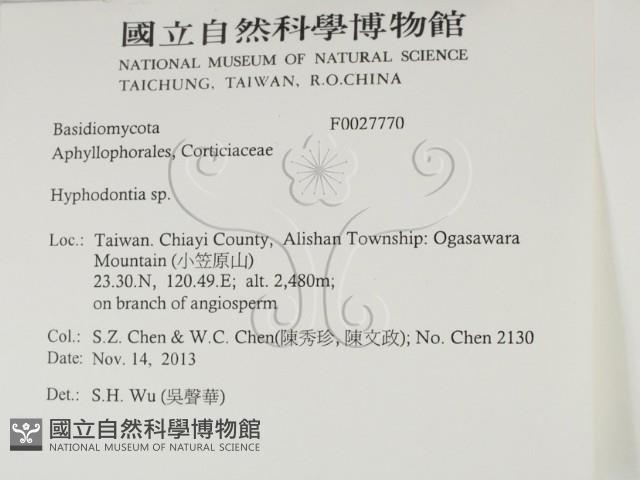 國立自然科學博物館
NATIONAL MUSEUM OF NATURAL SCIENCE
TAICHUNG, TAIWAN, R.O.CHINA
Basidiomycota F0027770
Aphyllophorales, Corticiaceae
Hyphodontia sp.
Loc.: Taiwan. Chiayi County, Alishan Township: Ogasawara
Mountain (小笠原山)
23.30.N, 120.49.E; alt. 2,480m;
on branch of angiosperm
Col.: S.Z. Chen & W.C. Chen(陳秀珍, 陳文政); No. Chen 2130
Date: Nov. 14, 2013
Det.: S.H. Wu (吳聲華)
國立自然科學博物館
NATIONAL MUSEUM OF NATURAL SCIENCE